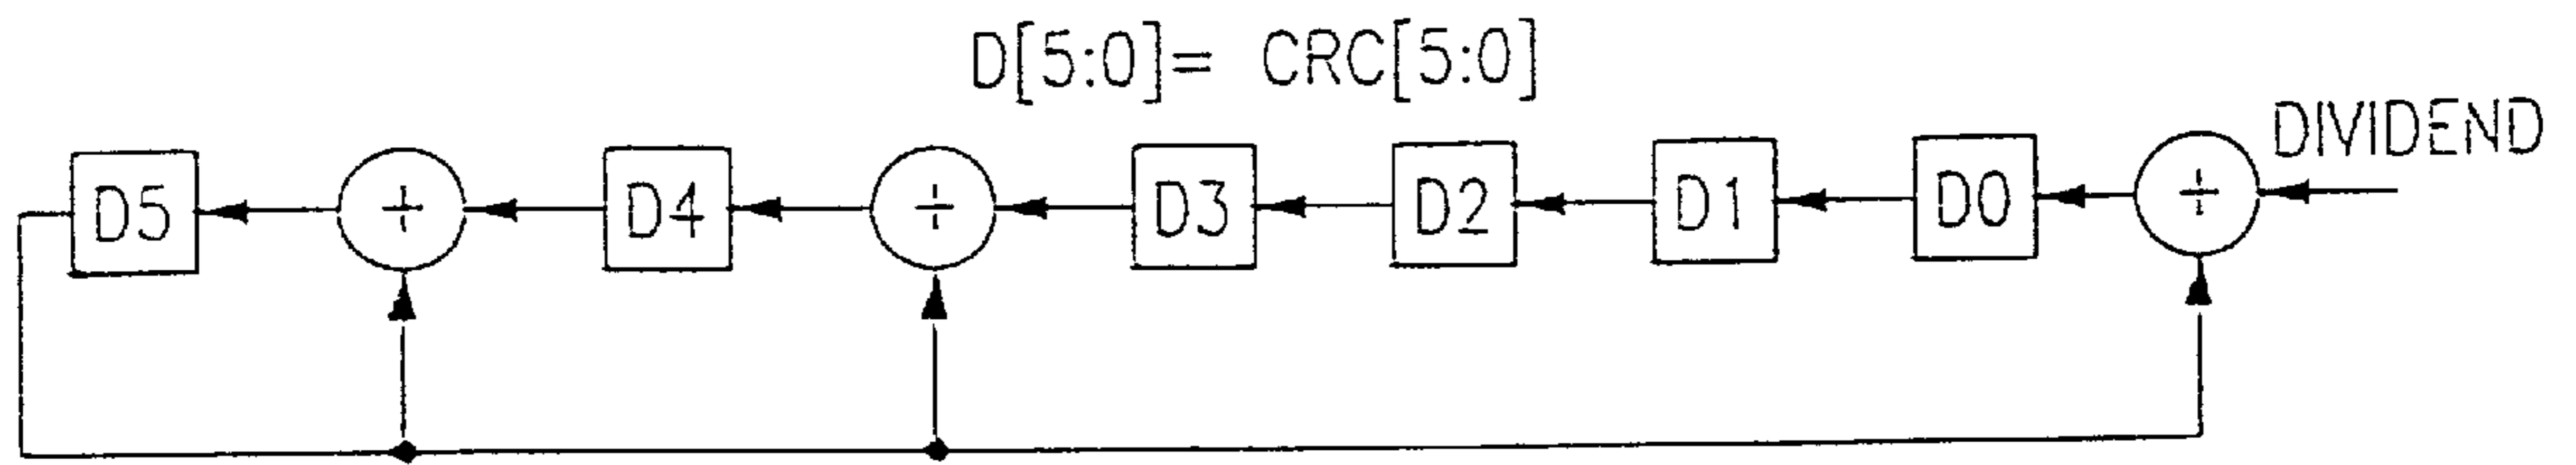 D[5:0]= CRC[5:0]
DIVIDEND
D5 + D4 + D3 D2 D1 D0 +